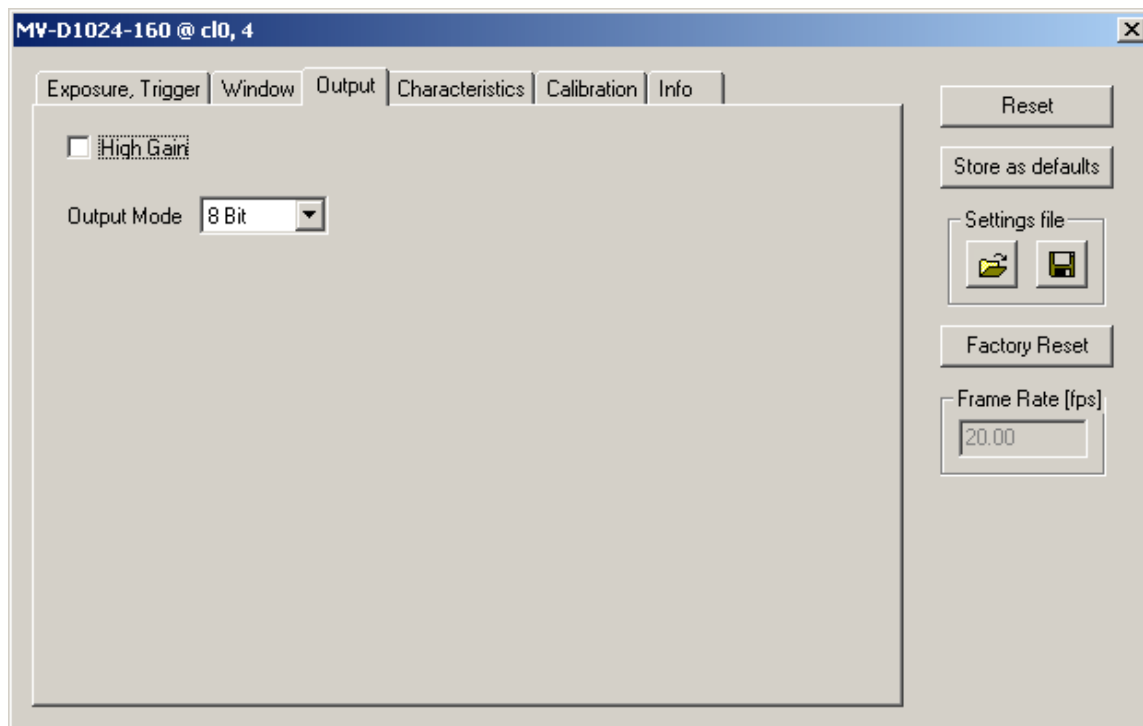 MV-D1024-160 @ cl0, 4
Exposure, Trigger
Window
Output
Characteristics
Calibration
Info
High Gain
Output Mode
8 Bit
Reset
Store as defaults
Settings file
Factory Reset
Frame Rate [fps]
20.00